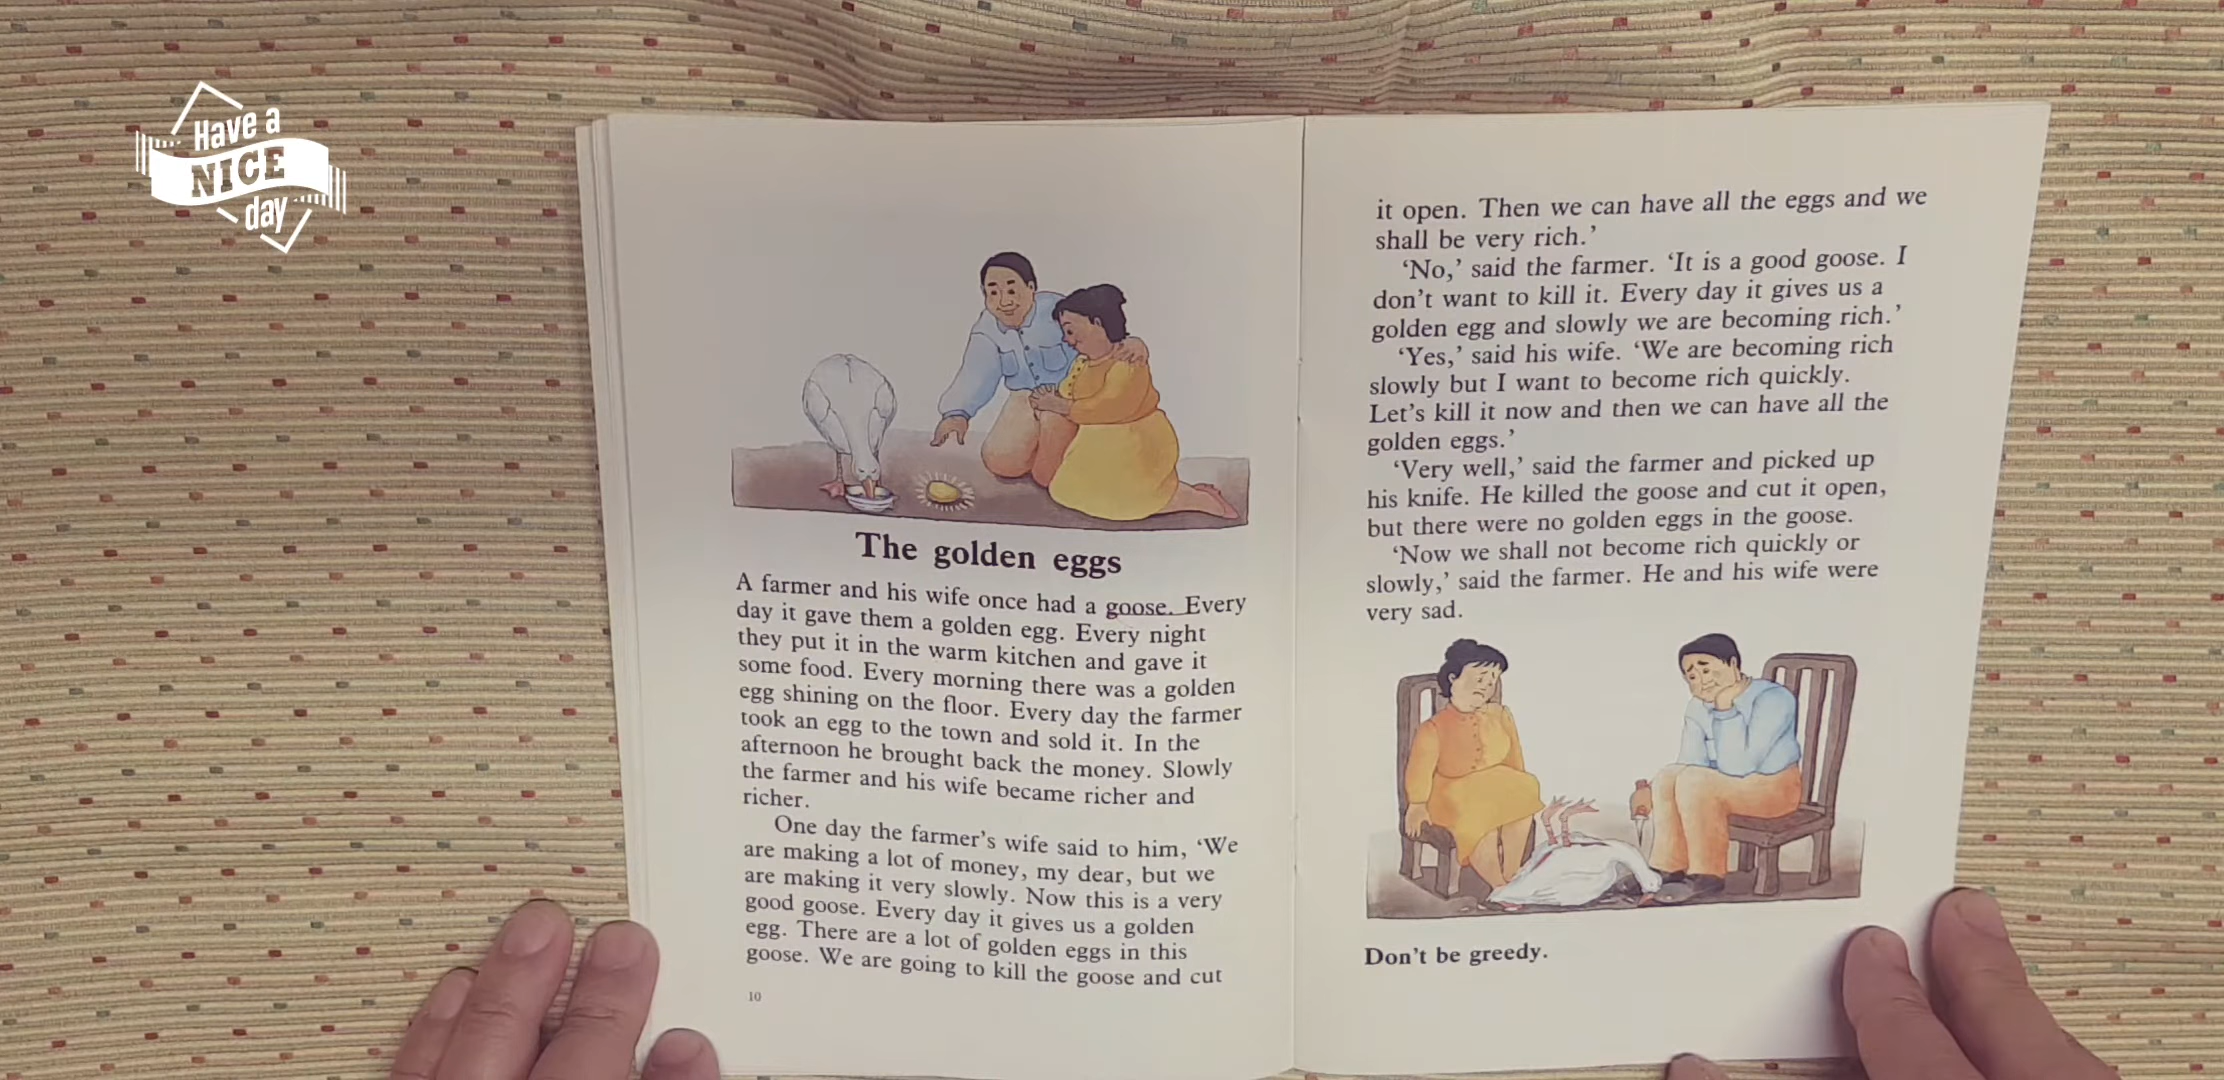 Have a
NICE
day
The golden eggs
A farmer and his wife once had a goose. Every
day it gave them a golden egg. Every night
they put it in the warm kitchen and gave it
some food. Every morning there was a golden
egg shining on the floor. Every day the farmer
took an egg to the town and sold it. In the
afternoon he brought back the money. Slowly
the farmer and his wife became richer and
richer.
One day the farmer's wife said to him, ‘We
are making a lot of money, my dear, but we
are making it very slowly. Now this is a very
good goose. Every day it gives us a golden
egg. There are a lot of golden eggs in this
goose. We are going to kill the goose and cut
10
it open. Then we can have all the eggs and we
shall be very rich.’
‘No,’ said the farmer. ‘It is a good goose. I
don't want to kill it. Every day it gives us a
golden egg and slowly we are becoming rich.’
‘Yes,’ said his wife. ‘We are becoming rich
slowly but I want to become rich quickly.
Let's kill it now and then we can have all the
golden eggs.’
‘Very well,’ said the farmer and picked up
his knife. He killed the goose and cut it open,
but there were no golden eggs in the goose.
‘Now we shall not become rich quickly or
slowly,’ said the farmer. He and his wife were
very sad.
Don't be greedy.